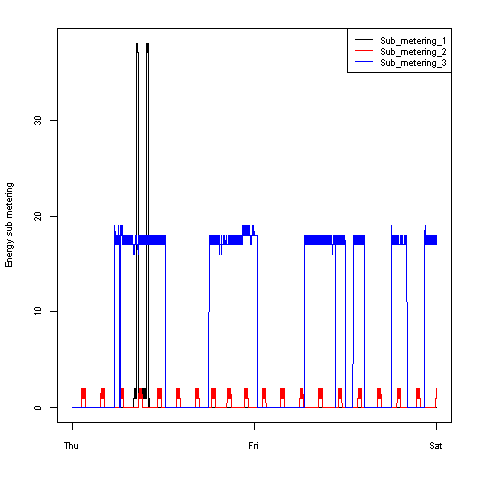 Sub_metering_1
Sub_metering_2
Sub_metering_3
Energy sub metering
30
20
10
0
Thu
Fri
Sat